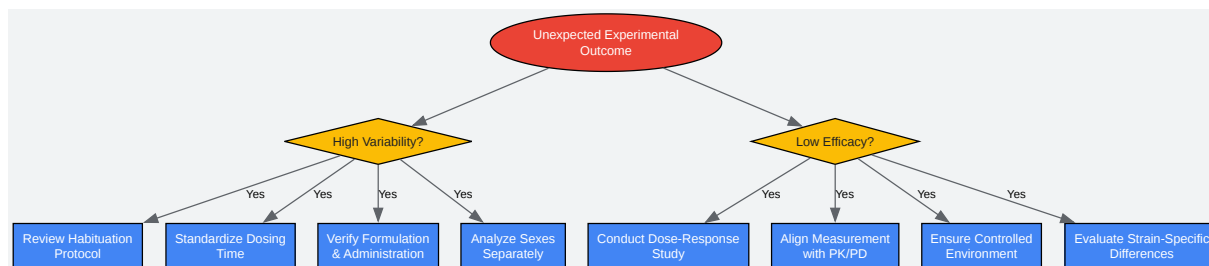 Unexpected Experimental
Outcome
High Variability?
Low Efficacy?
Yes
Yes
Yes
Yes
Yes
Yes
Yes
Yes
Review Habituation
Protocol
Standardize Dosing
Time
Verify Formulation
& Administration
Analyze Sexes
Separately
Conduct Dose-Response
Study
Align Measurement
with PK/PD
Ensure Controlled
Environment
Evaluate Strain-Specific
Differences